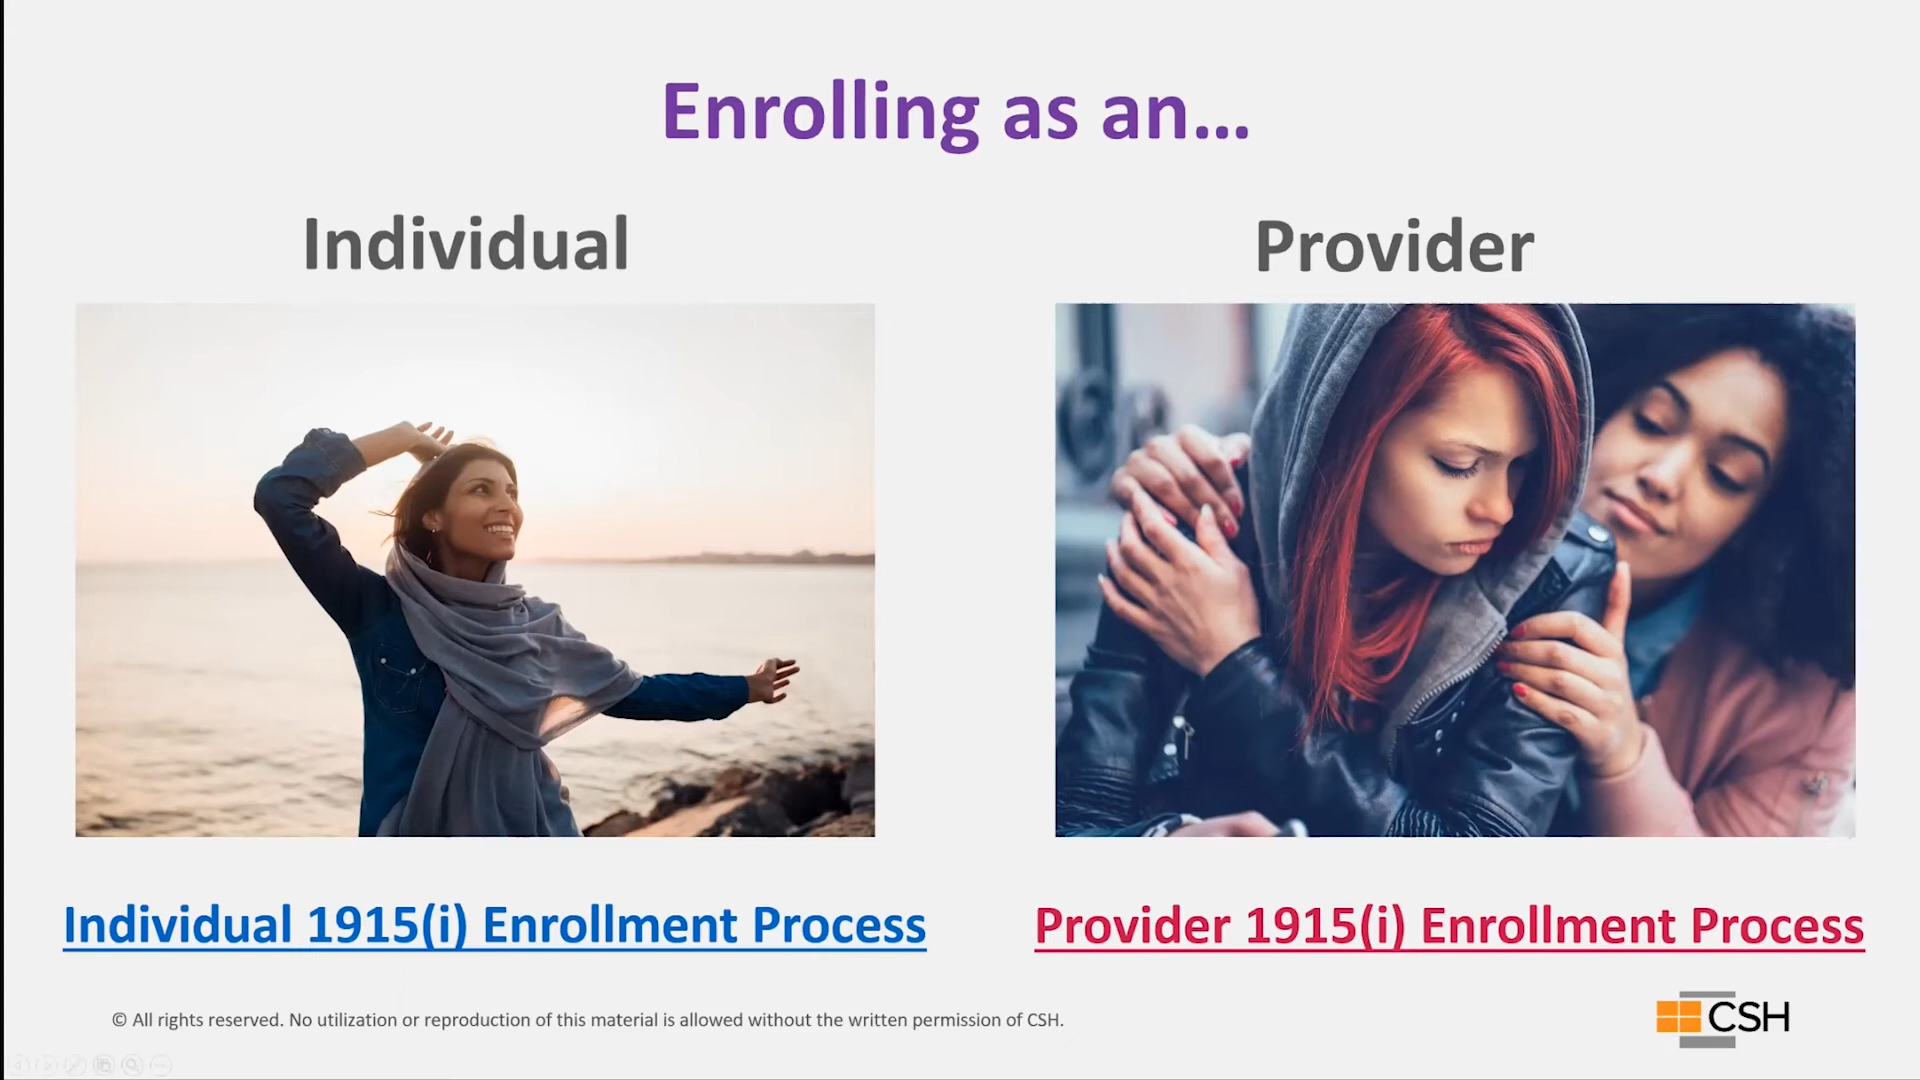 Enrolling as an...
Individual
Provider
Individual 1915(i) Enrollment Process
Provider 1915(i) Enrollment Process
© All rights reserved. No utilization or reproduction of this material is allowed without the written permission of CSH.
CSH